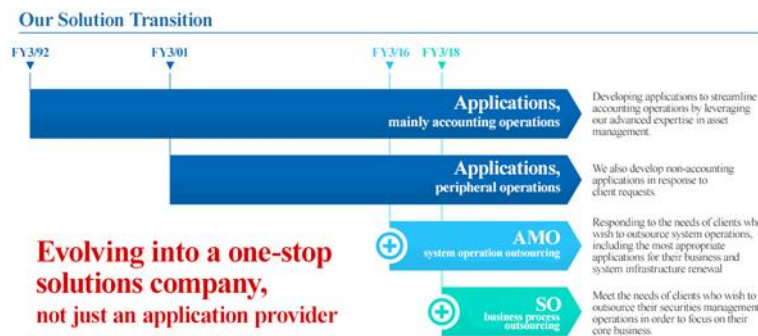 Our Solution Transition
FY3/92
FY3/01
FY3/16
FY3/18
Applications,
mainly accounting operations
Developing applications to streamline
accounting operations by leveraging
our advanced expertise in asset
management.
Applications,
peripheral operations
We also develop non-accounting
applications in response to
client requests.
AMO
system operation outsourcing
Responding to the needs of clients who
wish to outsource system operations,
including the most appropriate
applications for their business and
system infrastructure renewal
Evolving into a one-stop
solutions company,
not just an application provider
SO
business process
outsourcing
Meet the needs of clients who wish to
outsource their securities management
operations in order to focus on their
core business.